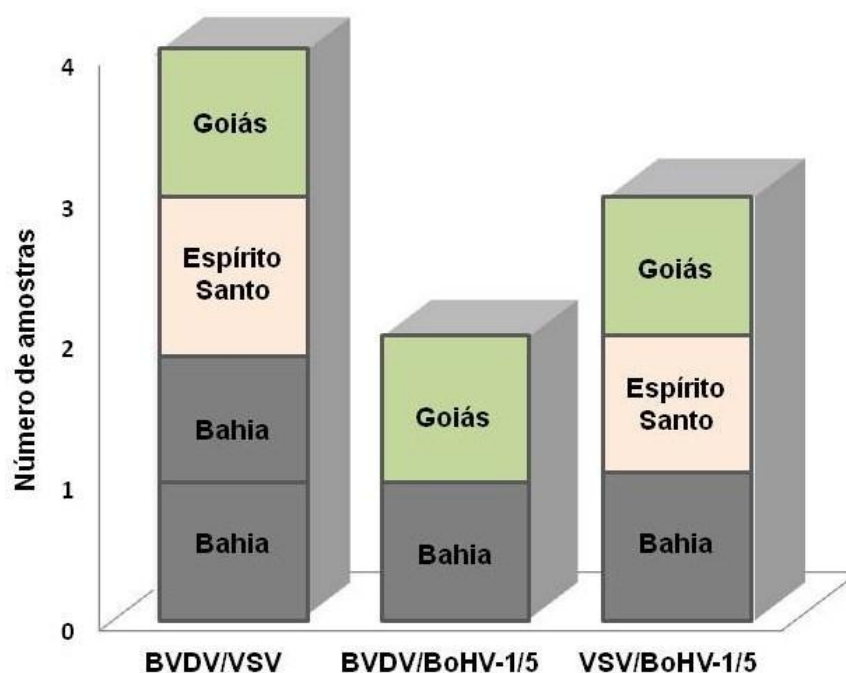 Número de amostras
4
3
2
1
0
Goiás
Espírito
Santo
Bahia
Bahia
Goiás
Bahia
Goiás
Espírito
Santo
Bahia
BVDV/VSV
BVDV/BoHV-1/5
VSV/BoHV-1/5